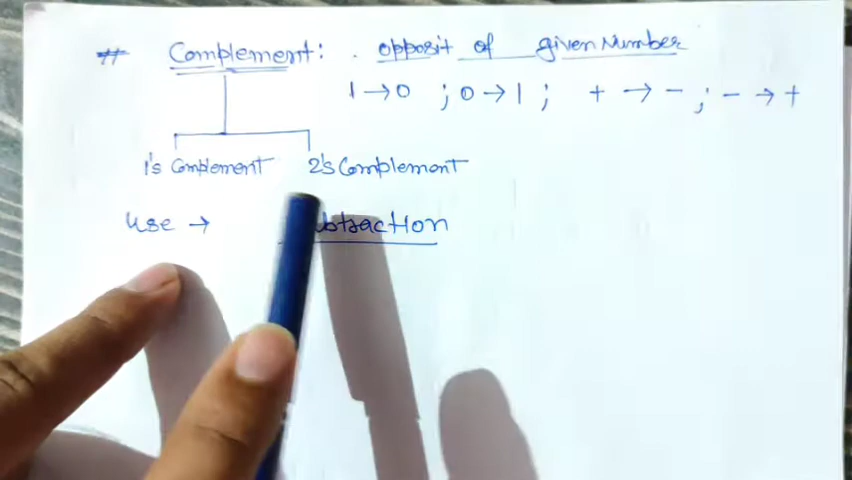 # Complement: . opposit of given Number
1 → 0 ; 0 → 1 ; + → - ; - → +
1's Complement 2's Complement
Use →